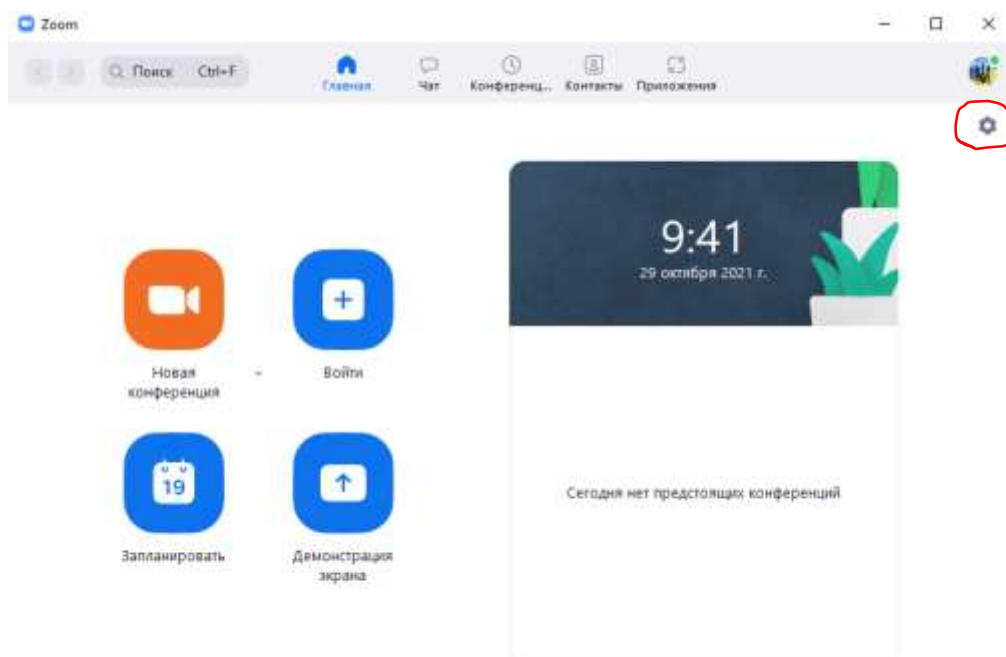 Zoom
Поиск Ctrl+F
Главная
Чат
Конференц...
Контакты
Приложения
9:41
29 октября 2021 г.
Новая
конференция
Войти
19
Запланировать
Демонстрация
экрана
Сегодня нет предстоящих конференций